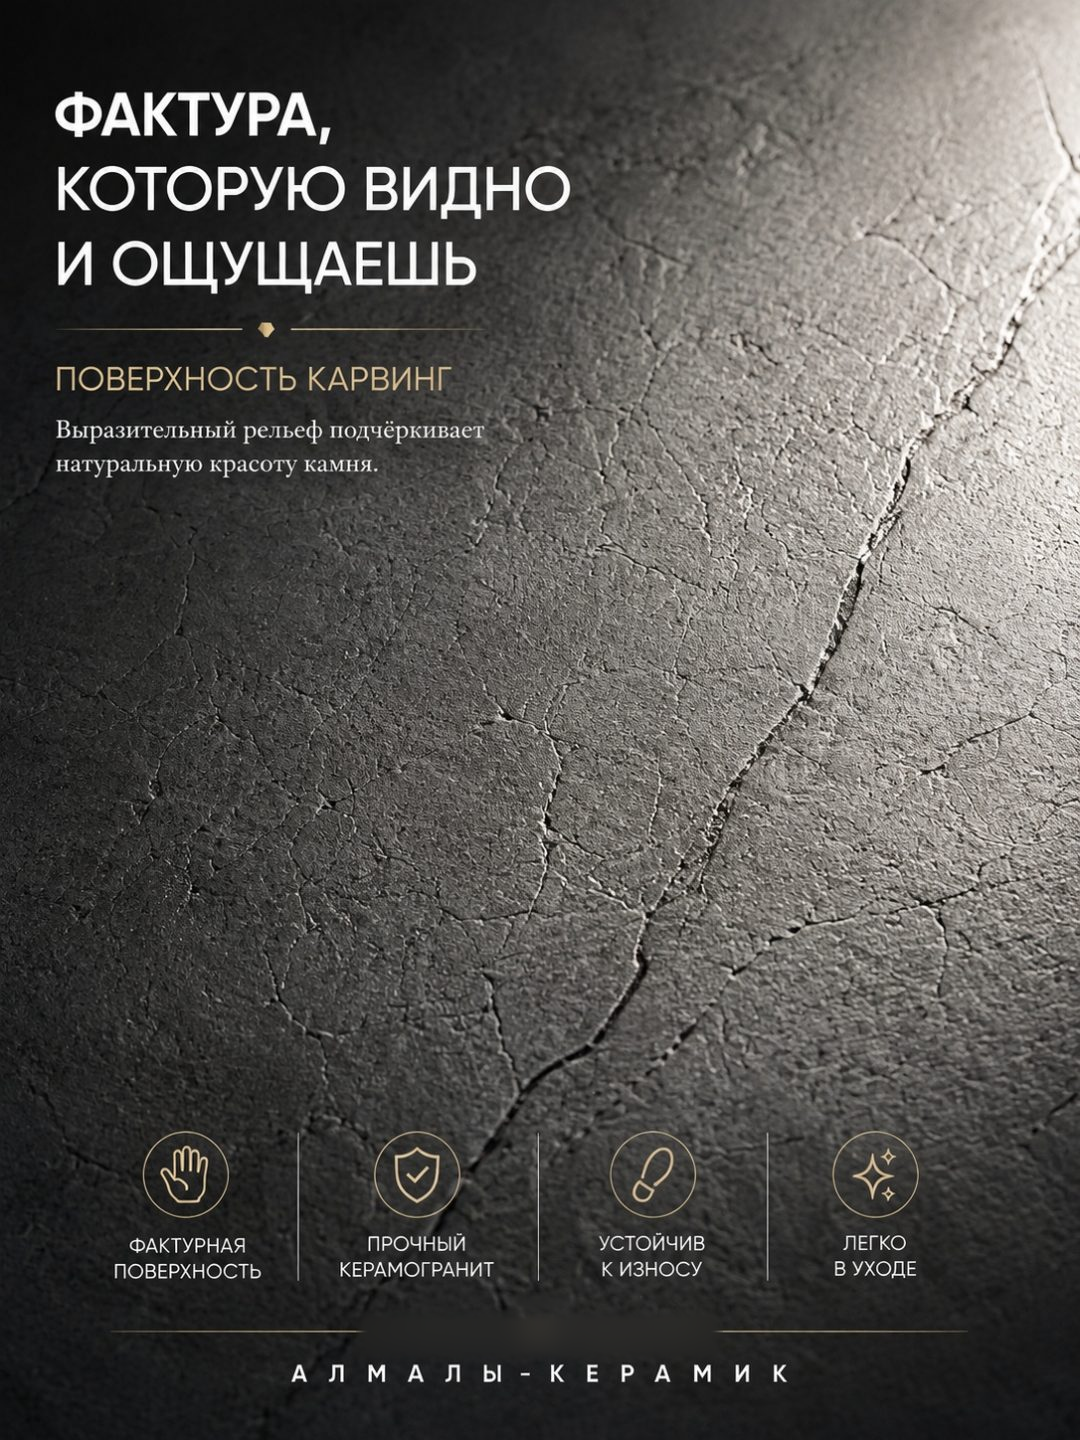 ФАКТУРА,
КОТОРУЮ ВИДНО
И ОЩУЩАЕШЬ
ПОВЕРХНОСТЬ КАРВИНГ
Выразительный рельеф подчёркивает
натуральную красоту камня.
ФАКТУРНАЯ
ПОВЕРХНОСТЬ
ПРОЧНЫЙ
КЕРАМОГРАНИТ
УСТОЙЧИВ
К ИЗНОСУ
ЛЕГКО
В УХОДЕ
АЛМАЛЫ-КЕРАМИК